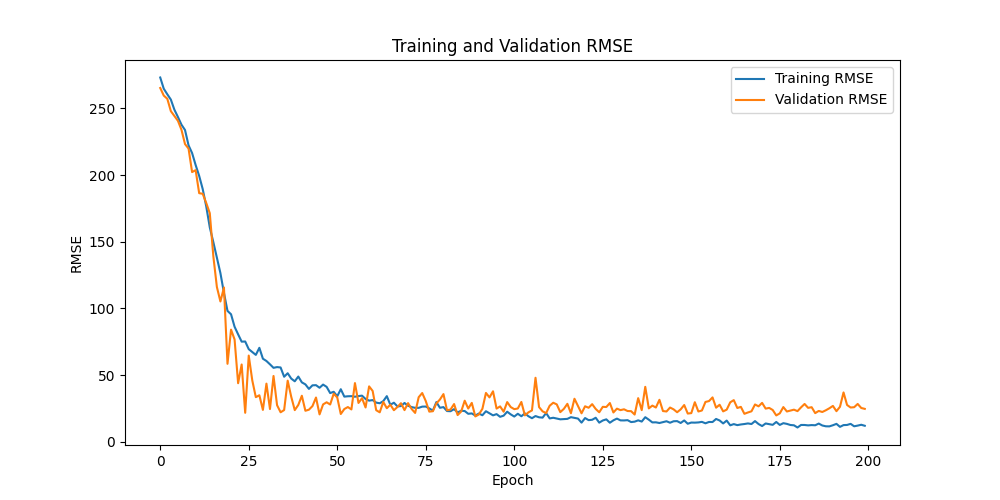 Training and Validation RMSE
Training RMSE
Validation RMSE
RMSE
250
200
150
100
50
0
0 25 50 75 100 125 150 175 200
Epoch